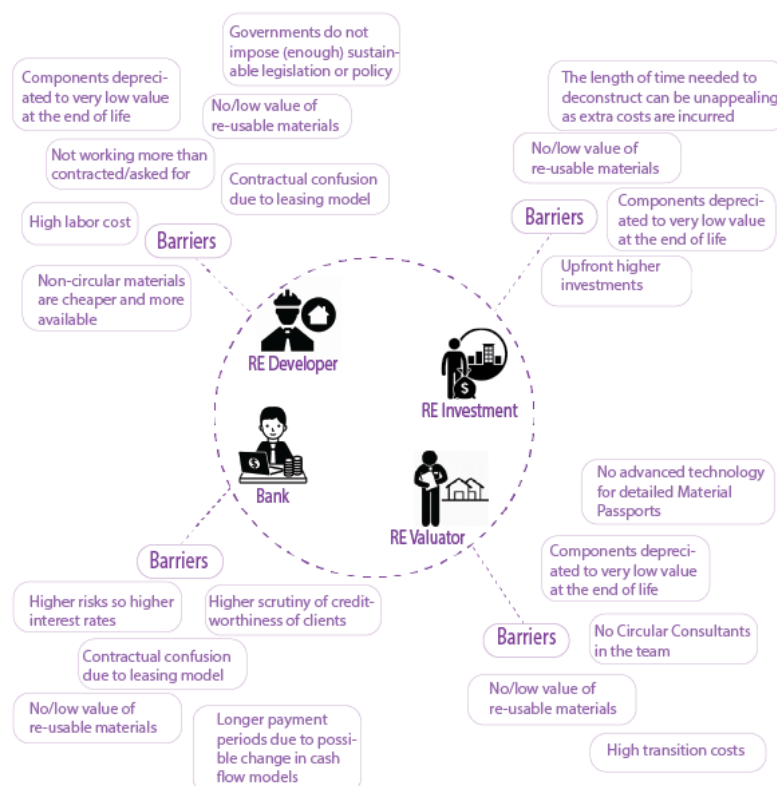 Governments do not
impose (enough) sustain-
able legislation or policy
Components depreci-
ated to very low value
at the end of life
No/low value of
re-usable materials
Not working more than
contracted/asked for
Contractual confusion
due to leasing model
High labor cost
Barriers
Non-circular materials
are cheaper and more
available
RE Developer
The length of time needed to
deconstruct can be unappealing
as extra costs are incurred
No/low value of
re-usable materials
Barriers
Components depreci-
ated to very low value
at the end of life
Upfront higher
investments
RE Investment
Bank
Barriers
Higher risks so higher
interest rates
Higher scrutiny of credit-
worthiness of clients
Contractual confusion
due to leasing model
No/low value of
re-usable materials
Longer payment
periods due to possi-
ble change in cash
flow models
RE Valuator
No advanced technology
for detailed Material
Passports
Components depreci-
ated to very low value
at the end of life
Barriers
No Circular Consultants
in the team
No/low value of
re-usable materials
High transition costs